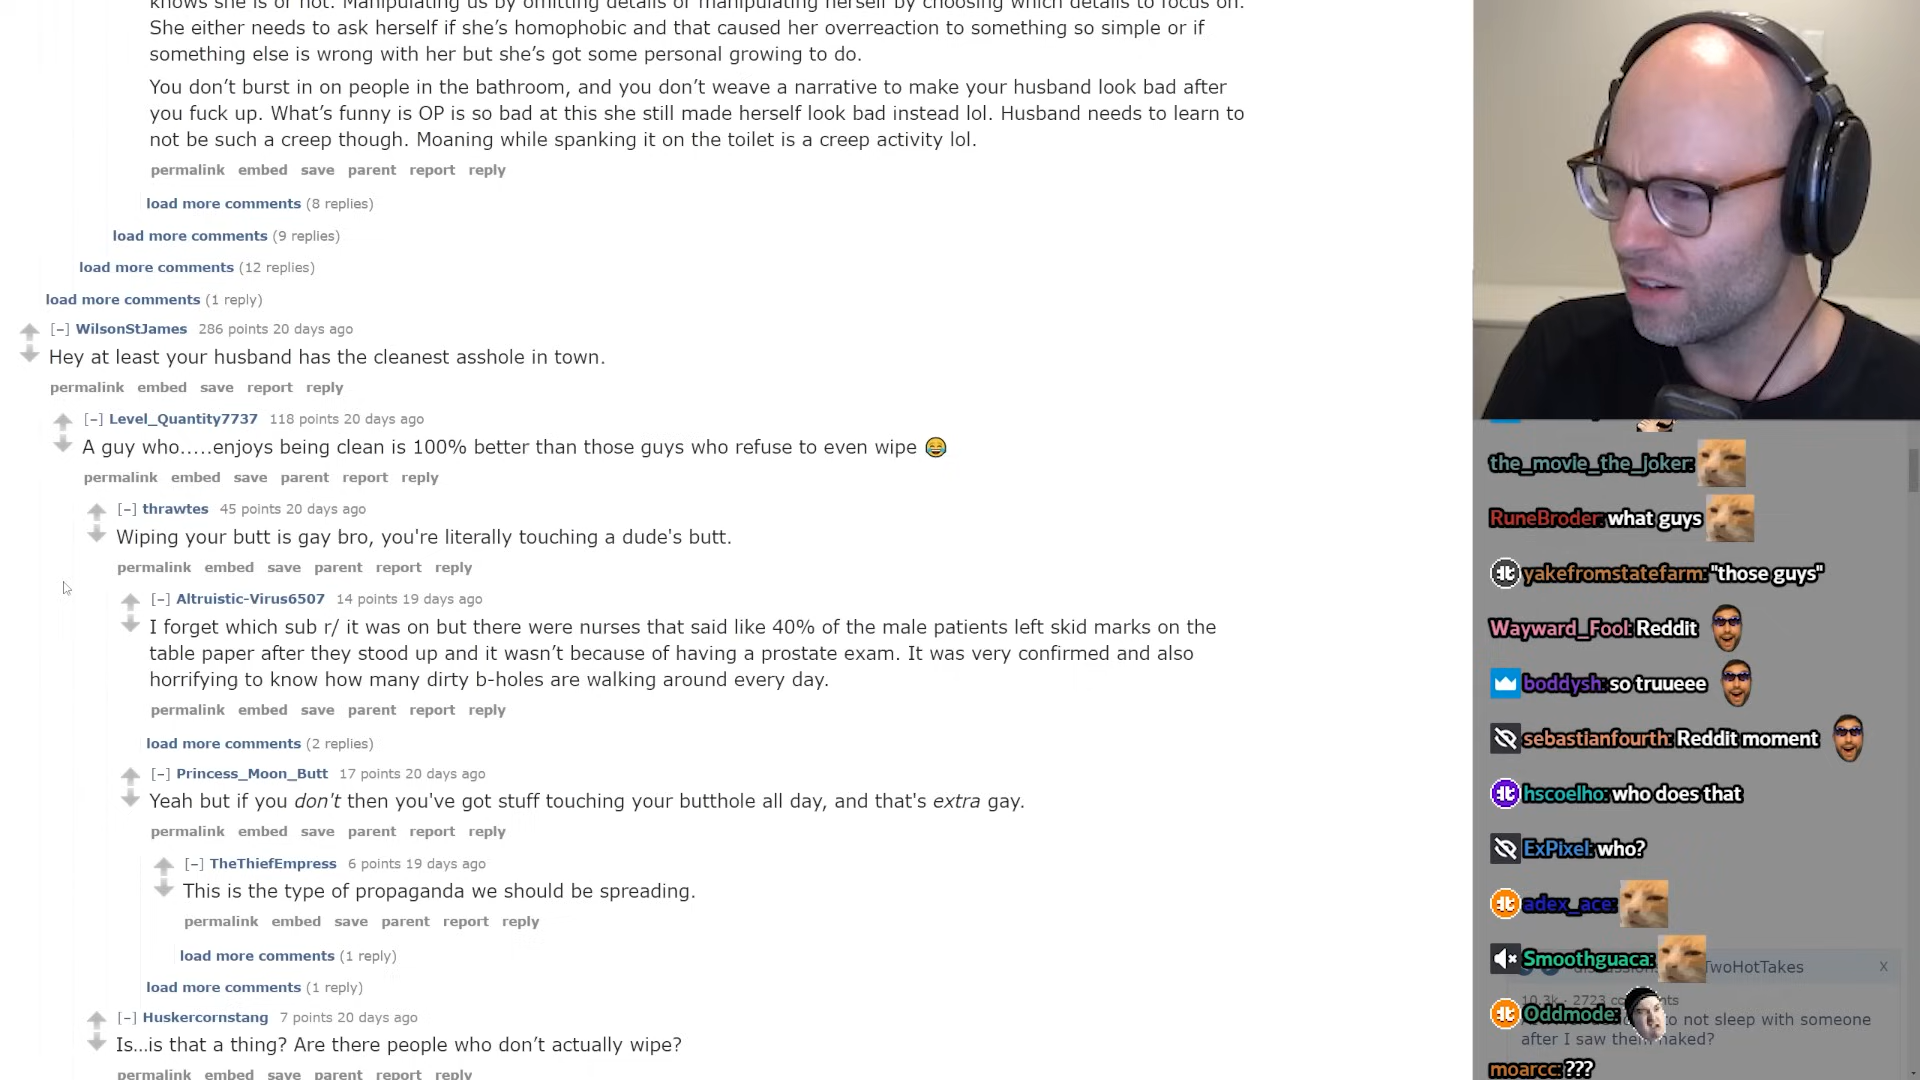 knows she is or not. Manipulating us by omitting details or manipulating herself by choosing which details to focus on.
She either needs to ask herself if she's homophobic and that caused her overreaction to something so simple or if
something else is wrong with her but she's got some personal growing to do.
You don't burst in on people in the bathroom, and you don't weave a narrative to make your husband look bad after
you fuck up. What's funny is OP is so bad at this she still made herself look bad instead lol. Husband needs to learn to
not be such a creep though. Moaning while spanking it on the toilet is a creep activity lol.
permalink embed save parent report reply
load more comments (8 replies)
load more comments (9 replies)
load more comments (12 replies)
load more comments (1 reply)
[–] WilsonStJames 286 points 20 days ago
Hey at least your husband has the cleanest asshole in town.
permalink embed save report reply
[–] Level_Quantity7737 118 points 20 days ago
A guy who.....enjoys being clean is 100% better than those guys who refuse to even wipe 😂
permalink embed save parent report reply
[–] thrawtes 45 points 20 days ago
Wiping your butt is gay bro, you're literally touching a dude's butt.
permalink embed save parent report reply
[–] Altruistic-Virus6507 14 points 19 days ago
I forget which sub r/ it was on but there were nurses that said like 40% of the male patients left skid marks on the
table paper after they stood up and it wasn't because of having a prostate exam. It was very confirmed and also
horrifying to know how many dirty b-holes are walking around every day.
permalink embed save parent report reply
load more comments (2 replies)
[–] Princess_Moon_Butt 17 points 20 days ago
Yeah but if you don't then you've got stuff touching your butthole all day, and that's extra gay.
permalink embed save parent report reply
[–] TheThiefEmpress 6 points 19 days ago
This is the type of propaganda we should be spreading.
permalink embed save parent report reply
load more comments (1 reply)
load more comments (1 reply)
[–] Huskercornstang 7 points 20 days ago
Is...is that a thing? Are there people who don't actually wipe?
permalink embed save parent report reply
the_movie_the_joker:
RuneBroder: what guys
yakefromstatefarm: "those guys"
Wayward_Fool: Reddit
boddysh: so truueee
sebastianfourth: Reddit moment
hscoelho: who does that
ExPixel: who?
adex_ace:
Smoothguaca:
TwoHotTakes X
10.3k · 2723
Oddmode:
to not sleep with someone
after I saw them naked?
moarcc: ???